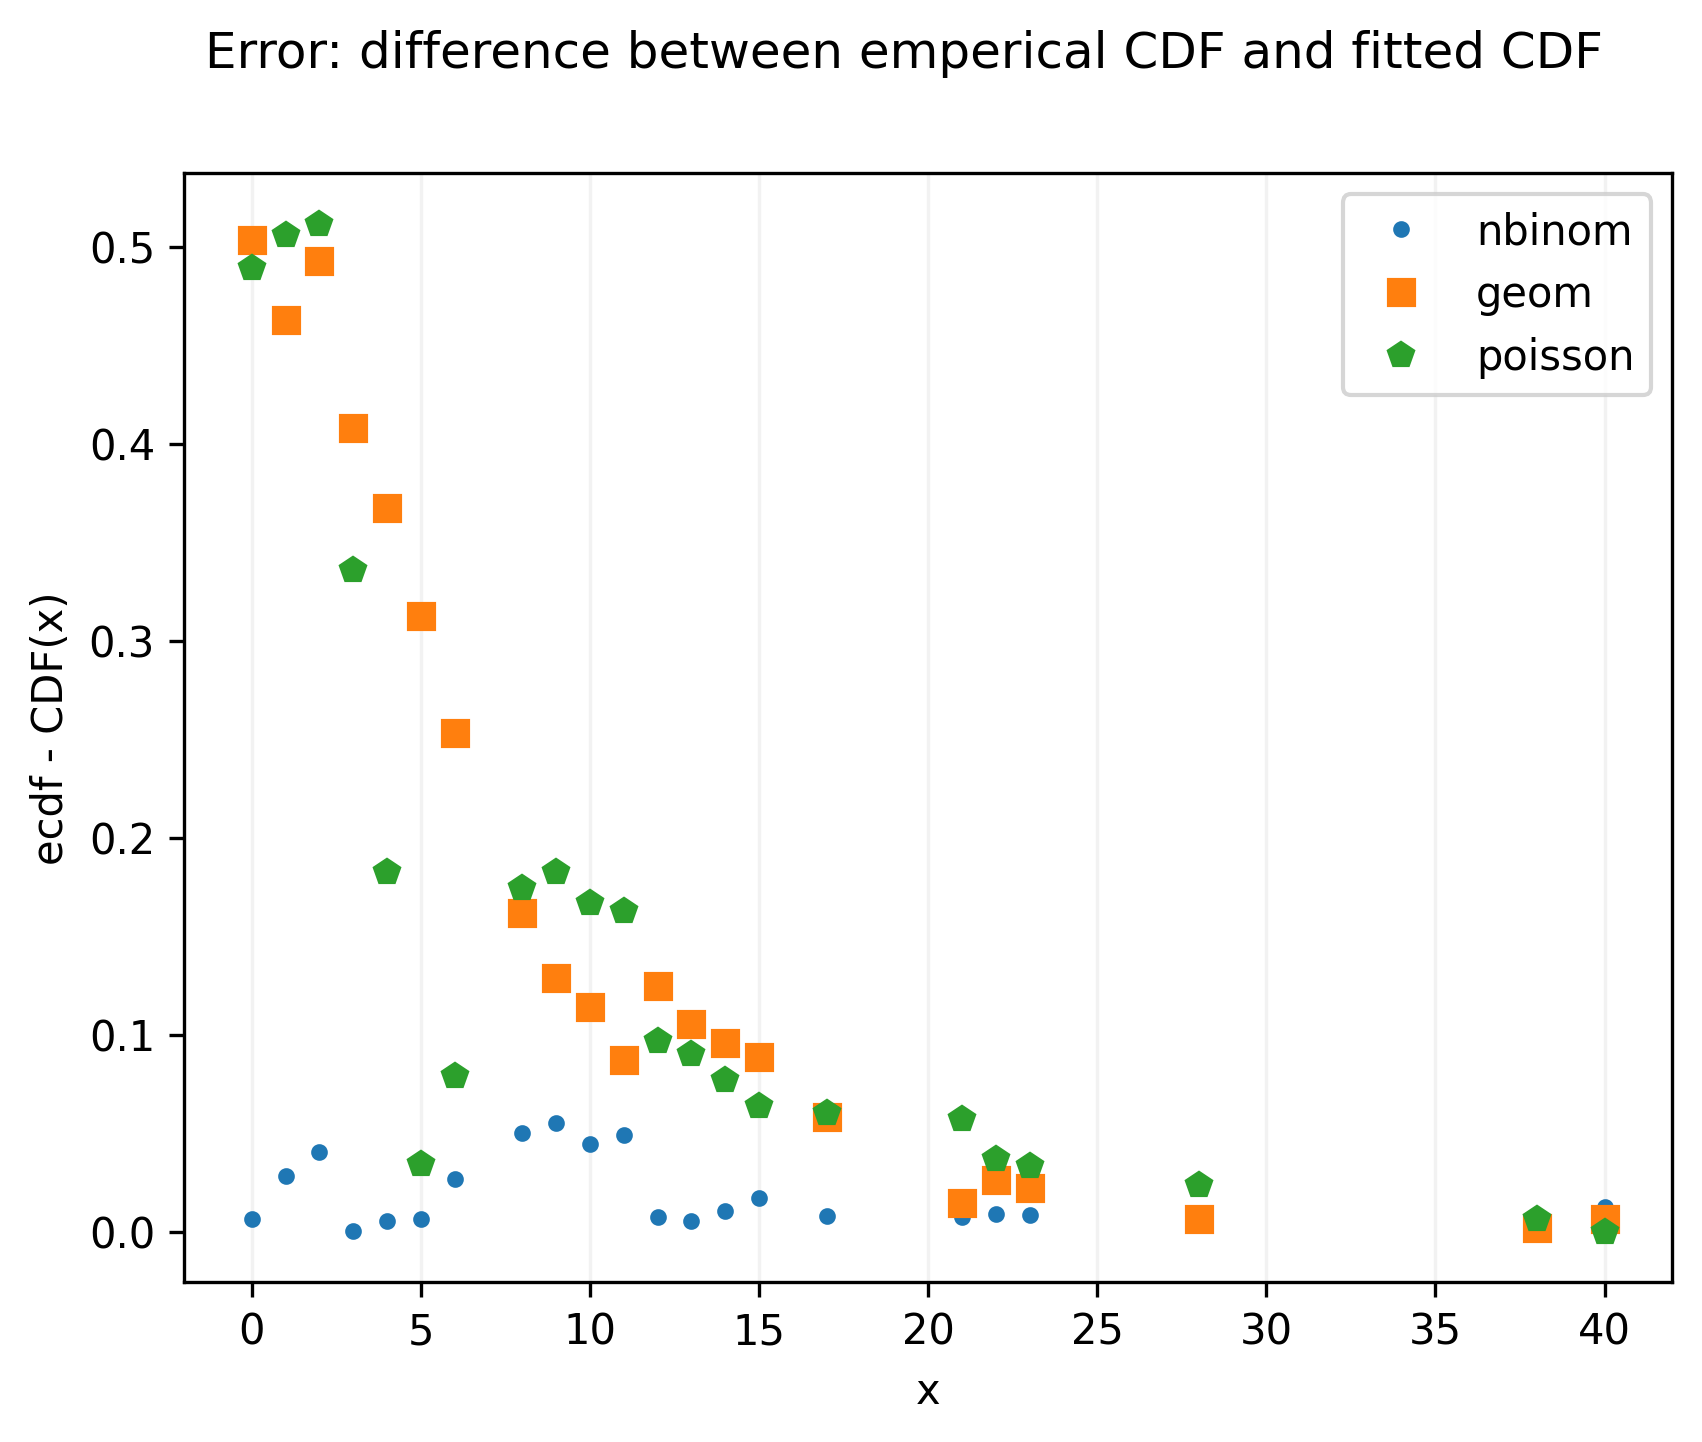 Error: difference between emperical CDF and fitted CDF
nbinom
geom
poisson
ecdf - CDF(x)
0.5
0.4
0.3
0.2
0.1
0.0
0 5 10 15 20 25 30 35 40
x